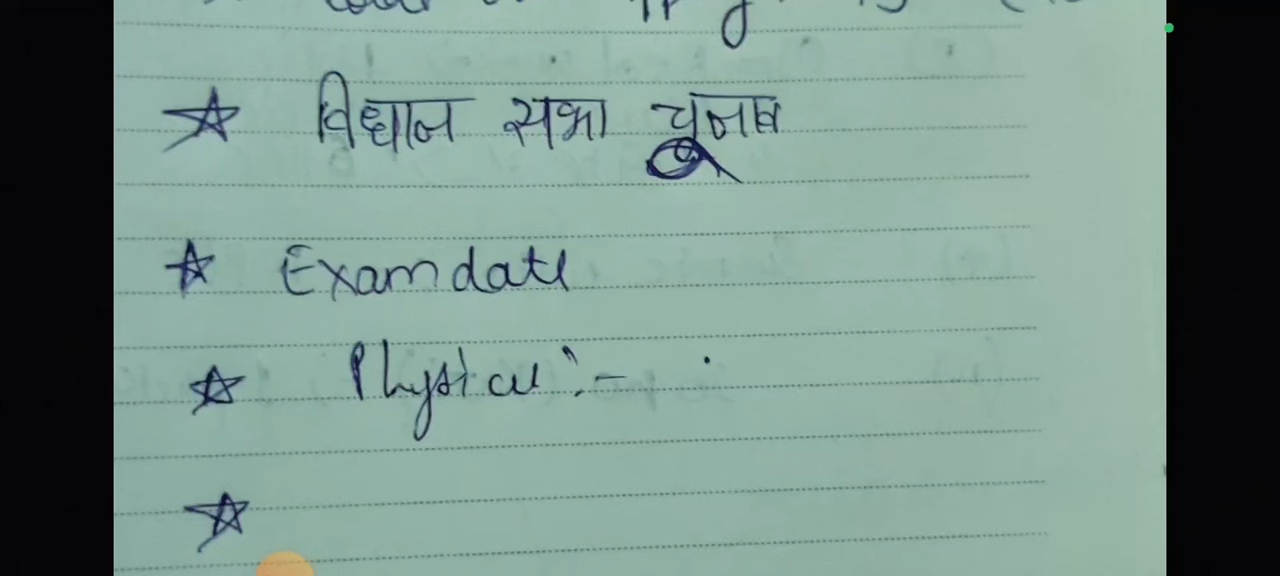 विधान सभा चुनाव
Exam date
Physical :-